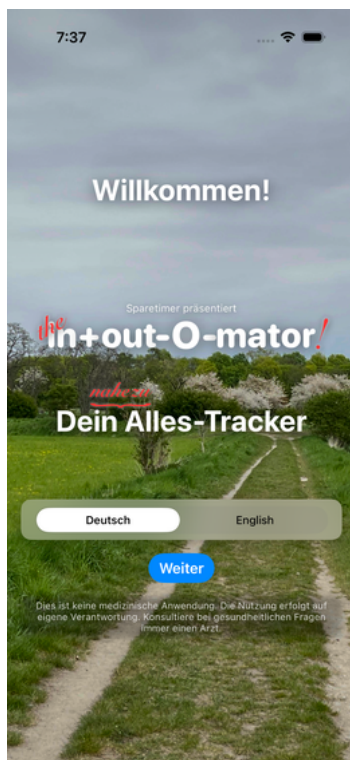 7:37
Willkommen!
Sparetimer präsentiert
the in+out-O-mator!
nahezu
Dein Alles-Tracker
Deutsch English
Weiter
Dies ist keine medizinische Anwendung. Die Nutzung erfolgt auf
eigene Verantwortung. Konsultiere bei gesundheitlichen Fragen
immer einen Arzt.